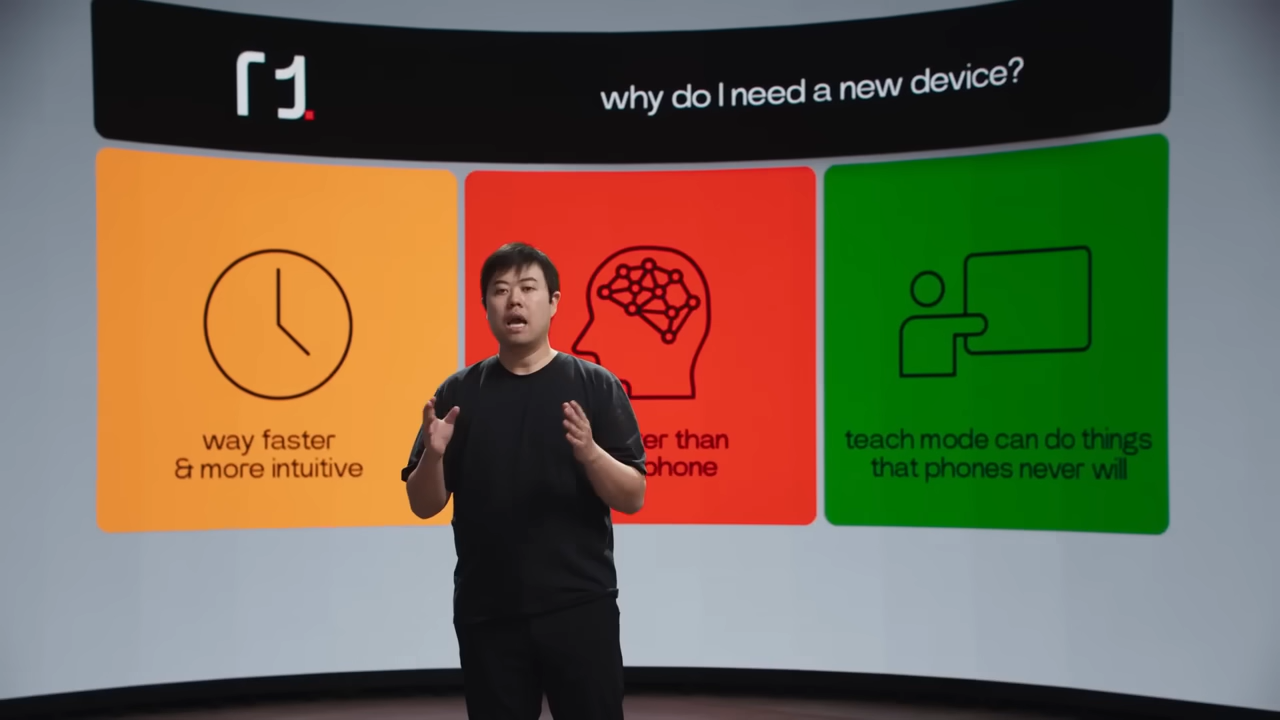 r1.
why do I need a new device?
way faster
& more intuitive
than
phone
teach mode can do things
that phones never will